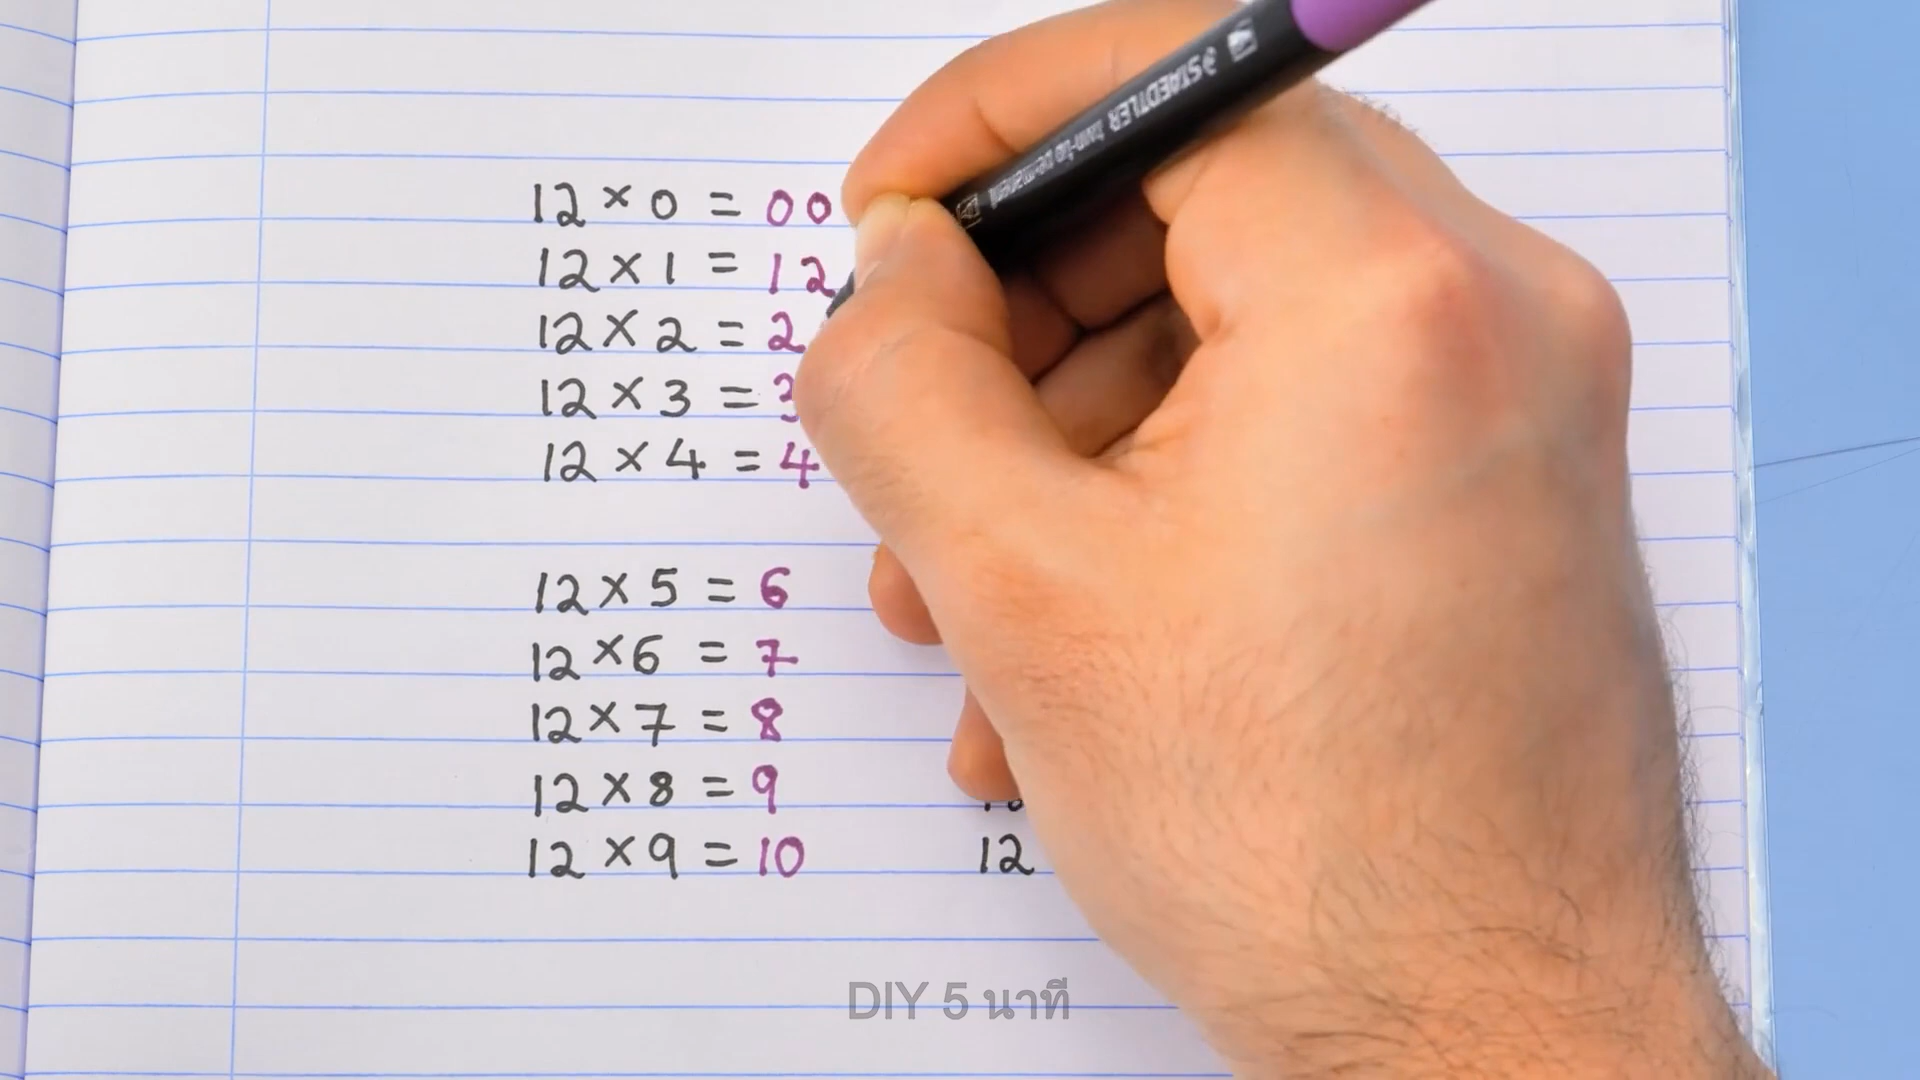 12 × 0 = 00
12 × 1 = 12
12 × 2 = 2
12 × 3 = 3
12 × 4 = 4
12 × 5 = 6
12 × 6 = 7
12 × 7 = 8
12 × 8 = 9
12 × 9 = 10 12
STAEDTLER
DIY 5 นาที